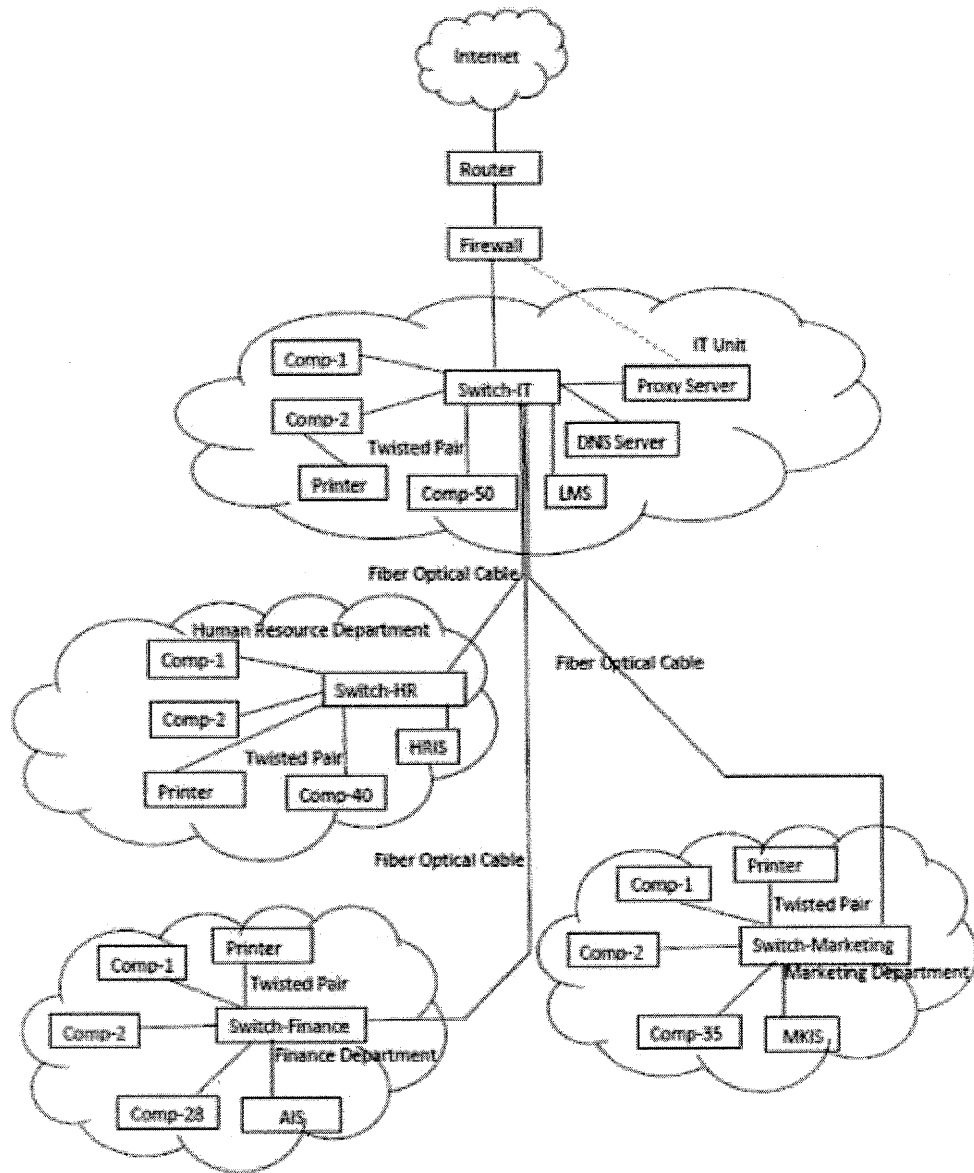 Internet
Router
Firewall
IT Unit
Comp-1
Switch-IT
Proxy Server
Comp-2
DNS Server
Twisted Pair
Printer
Comp-50
LMS
Fiber Optical Cable
Human Resource Department
Comp-1
Fiber Optical Cable
Switch-HR
Comp-2
HRIS
Twisted Pair
Printer
Comp-40
Fiber Optical Cable
Printer
Comp-1
Twisted Pair
Switch-Marketing
Comp-2
Marketing Department
Comp-35
MKIS
Printer
Comp-1
Twisted Pair
Switch-Finance
Comp-2
Finance Department
Comp-28
AIS